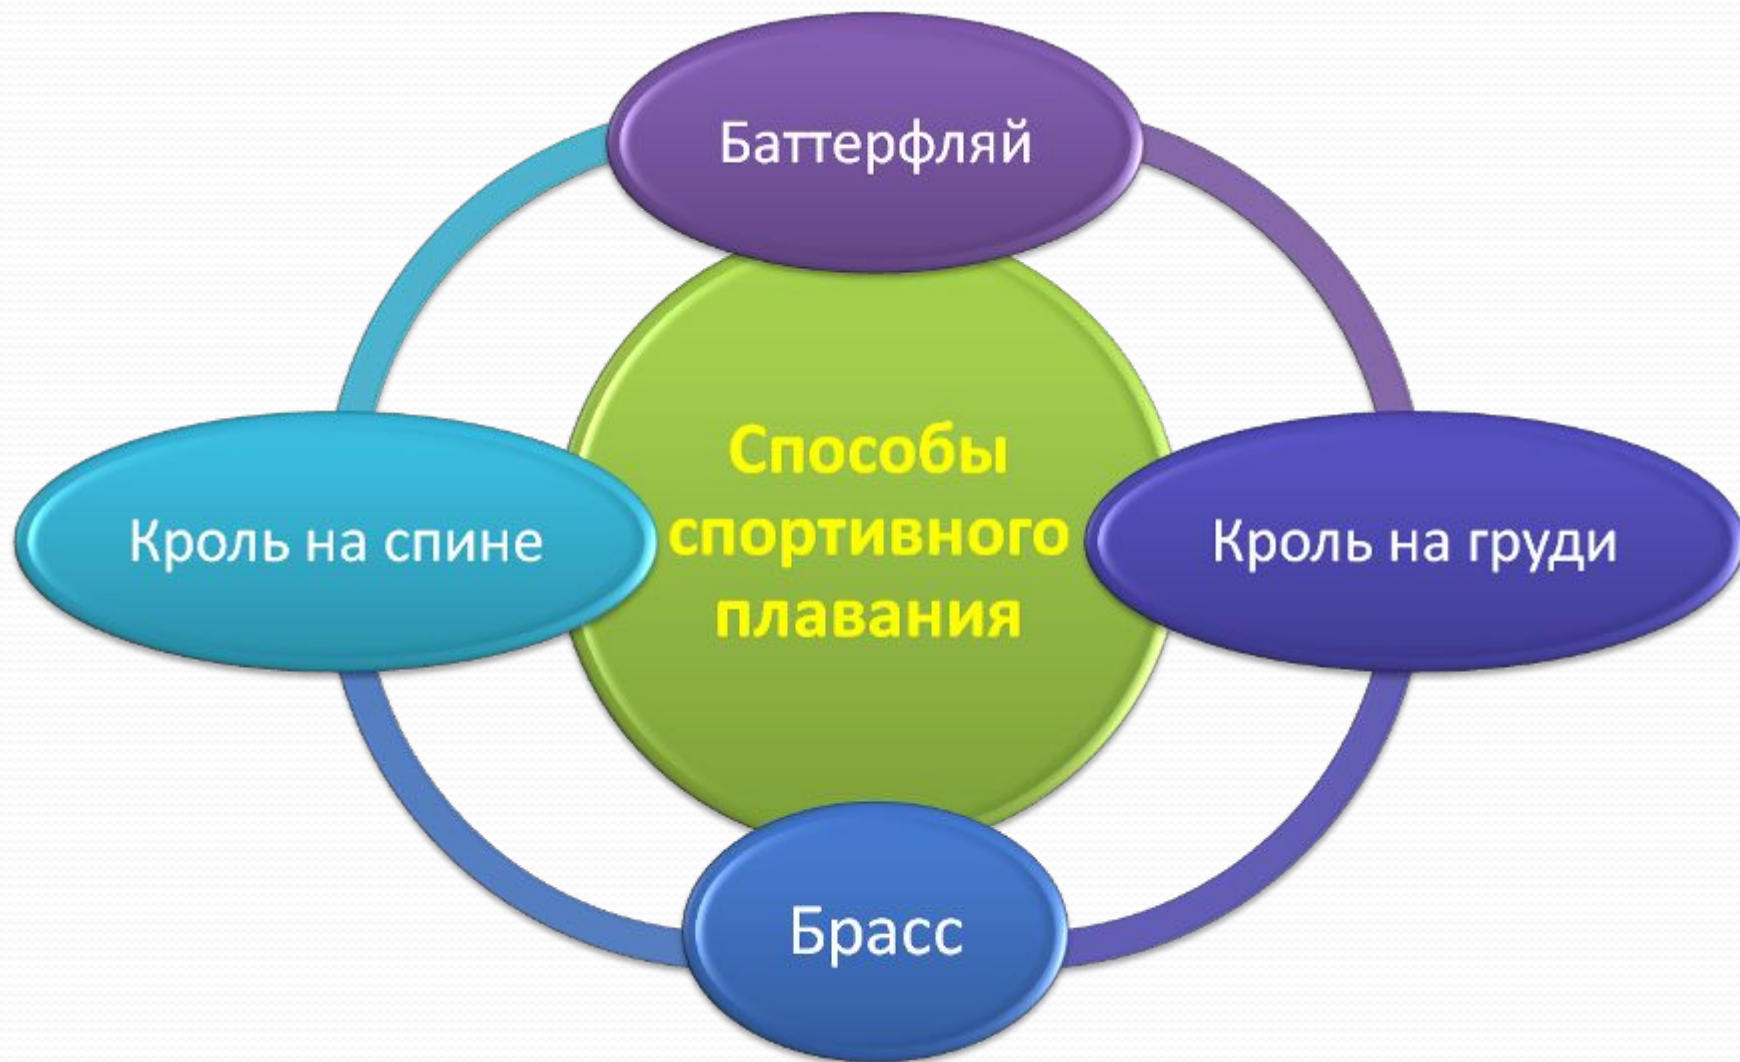 Баттерфляй
Способы
спортивного
плавания
Кроль на спине
Кроль на груди
Брасс